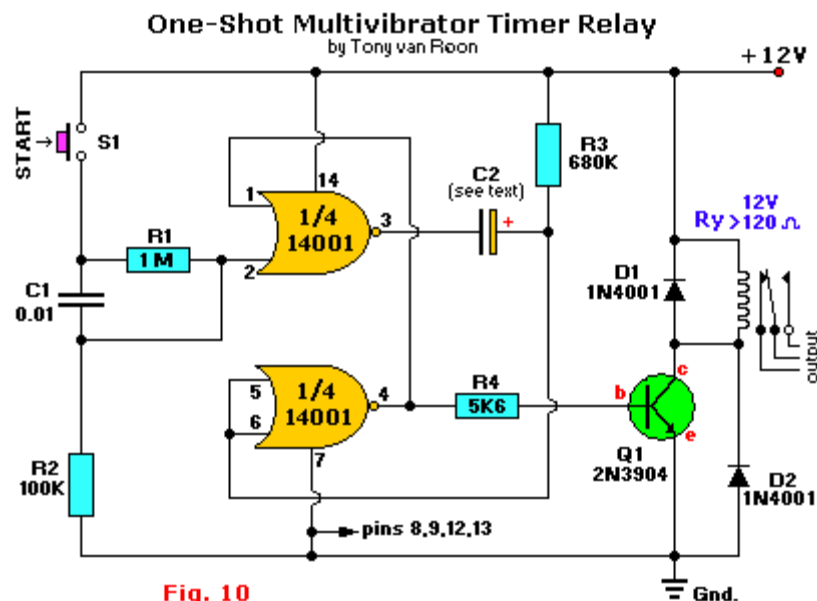 One-Shot Multivibrator Timer Relay
by Tony van Roon
+12V
START
S1
R3
680K
C2
(see text)
+
14
1
1/4
14001
3
2
12V
Ry>120 Ω
R1
1M
C1
0.01
D1
1N4001
output
5
6
1/4
14001
4
7
R4
5K6
b
c
e
Q1
2N3904
R2
100K
D2
1N4001
pins 8,9,12,13
Fig. 10
Gnd.